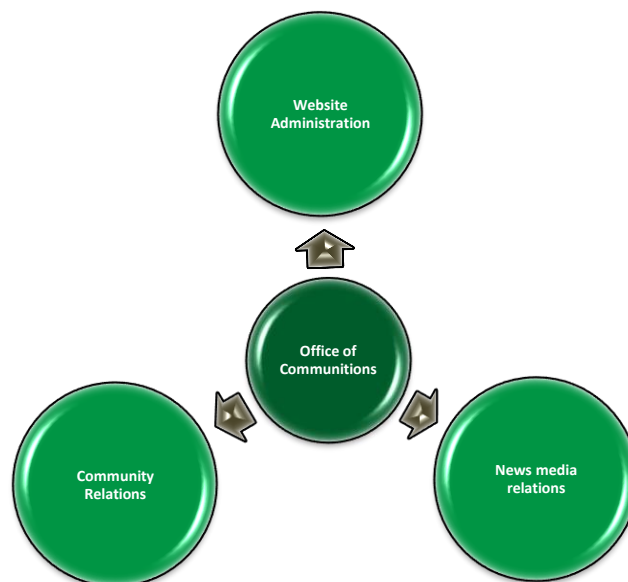 Website
Administration
Office of
Communitions
Community
Relations
News media
relations